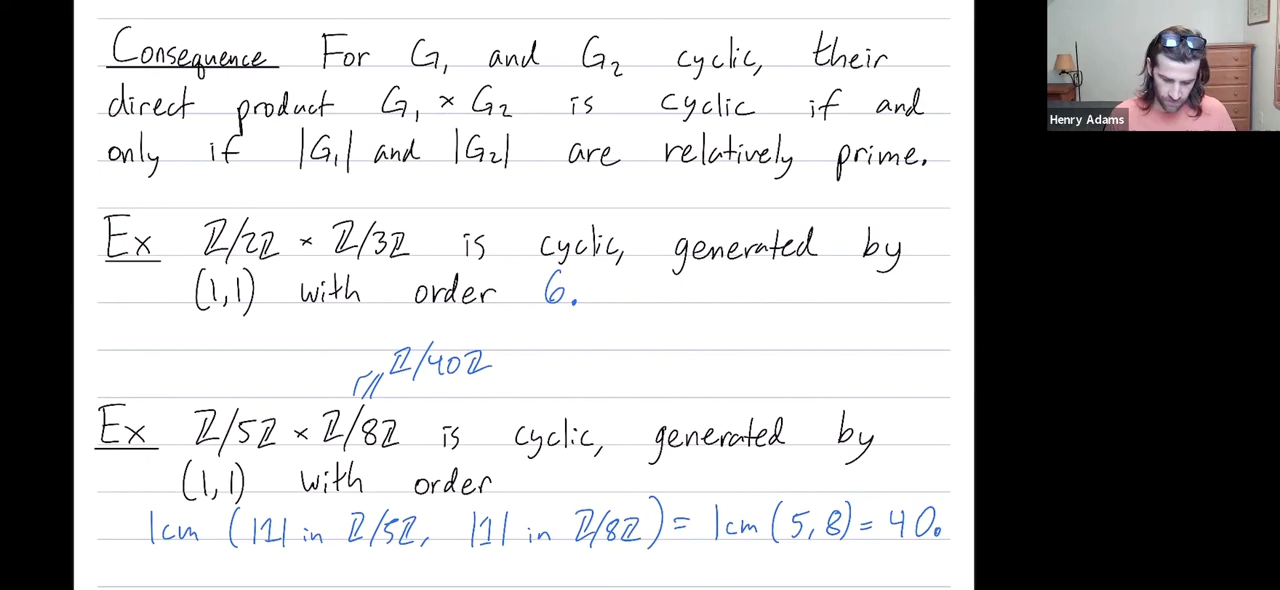 Consequence For G₁ and G₂ cyclic, their
direct product G₁ × G₂ is cyclic if and
only if |G₁| and |G₂| are relatively prime.
Ex ℤ/2ℤ × ℤ/3ℤ is cyclic, generated by
(1,1) with order 6.
≅ ℤ/40ℤ
Ex ℤ/5ℤ × ℤ/8ℤ is cyclic, generated by
(1,1) with order
lcm (|1| in ℤ/5ℤ, |1| in ℤ/8ℤ) = lcm (5,8) = 40.
Henry Adams